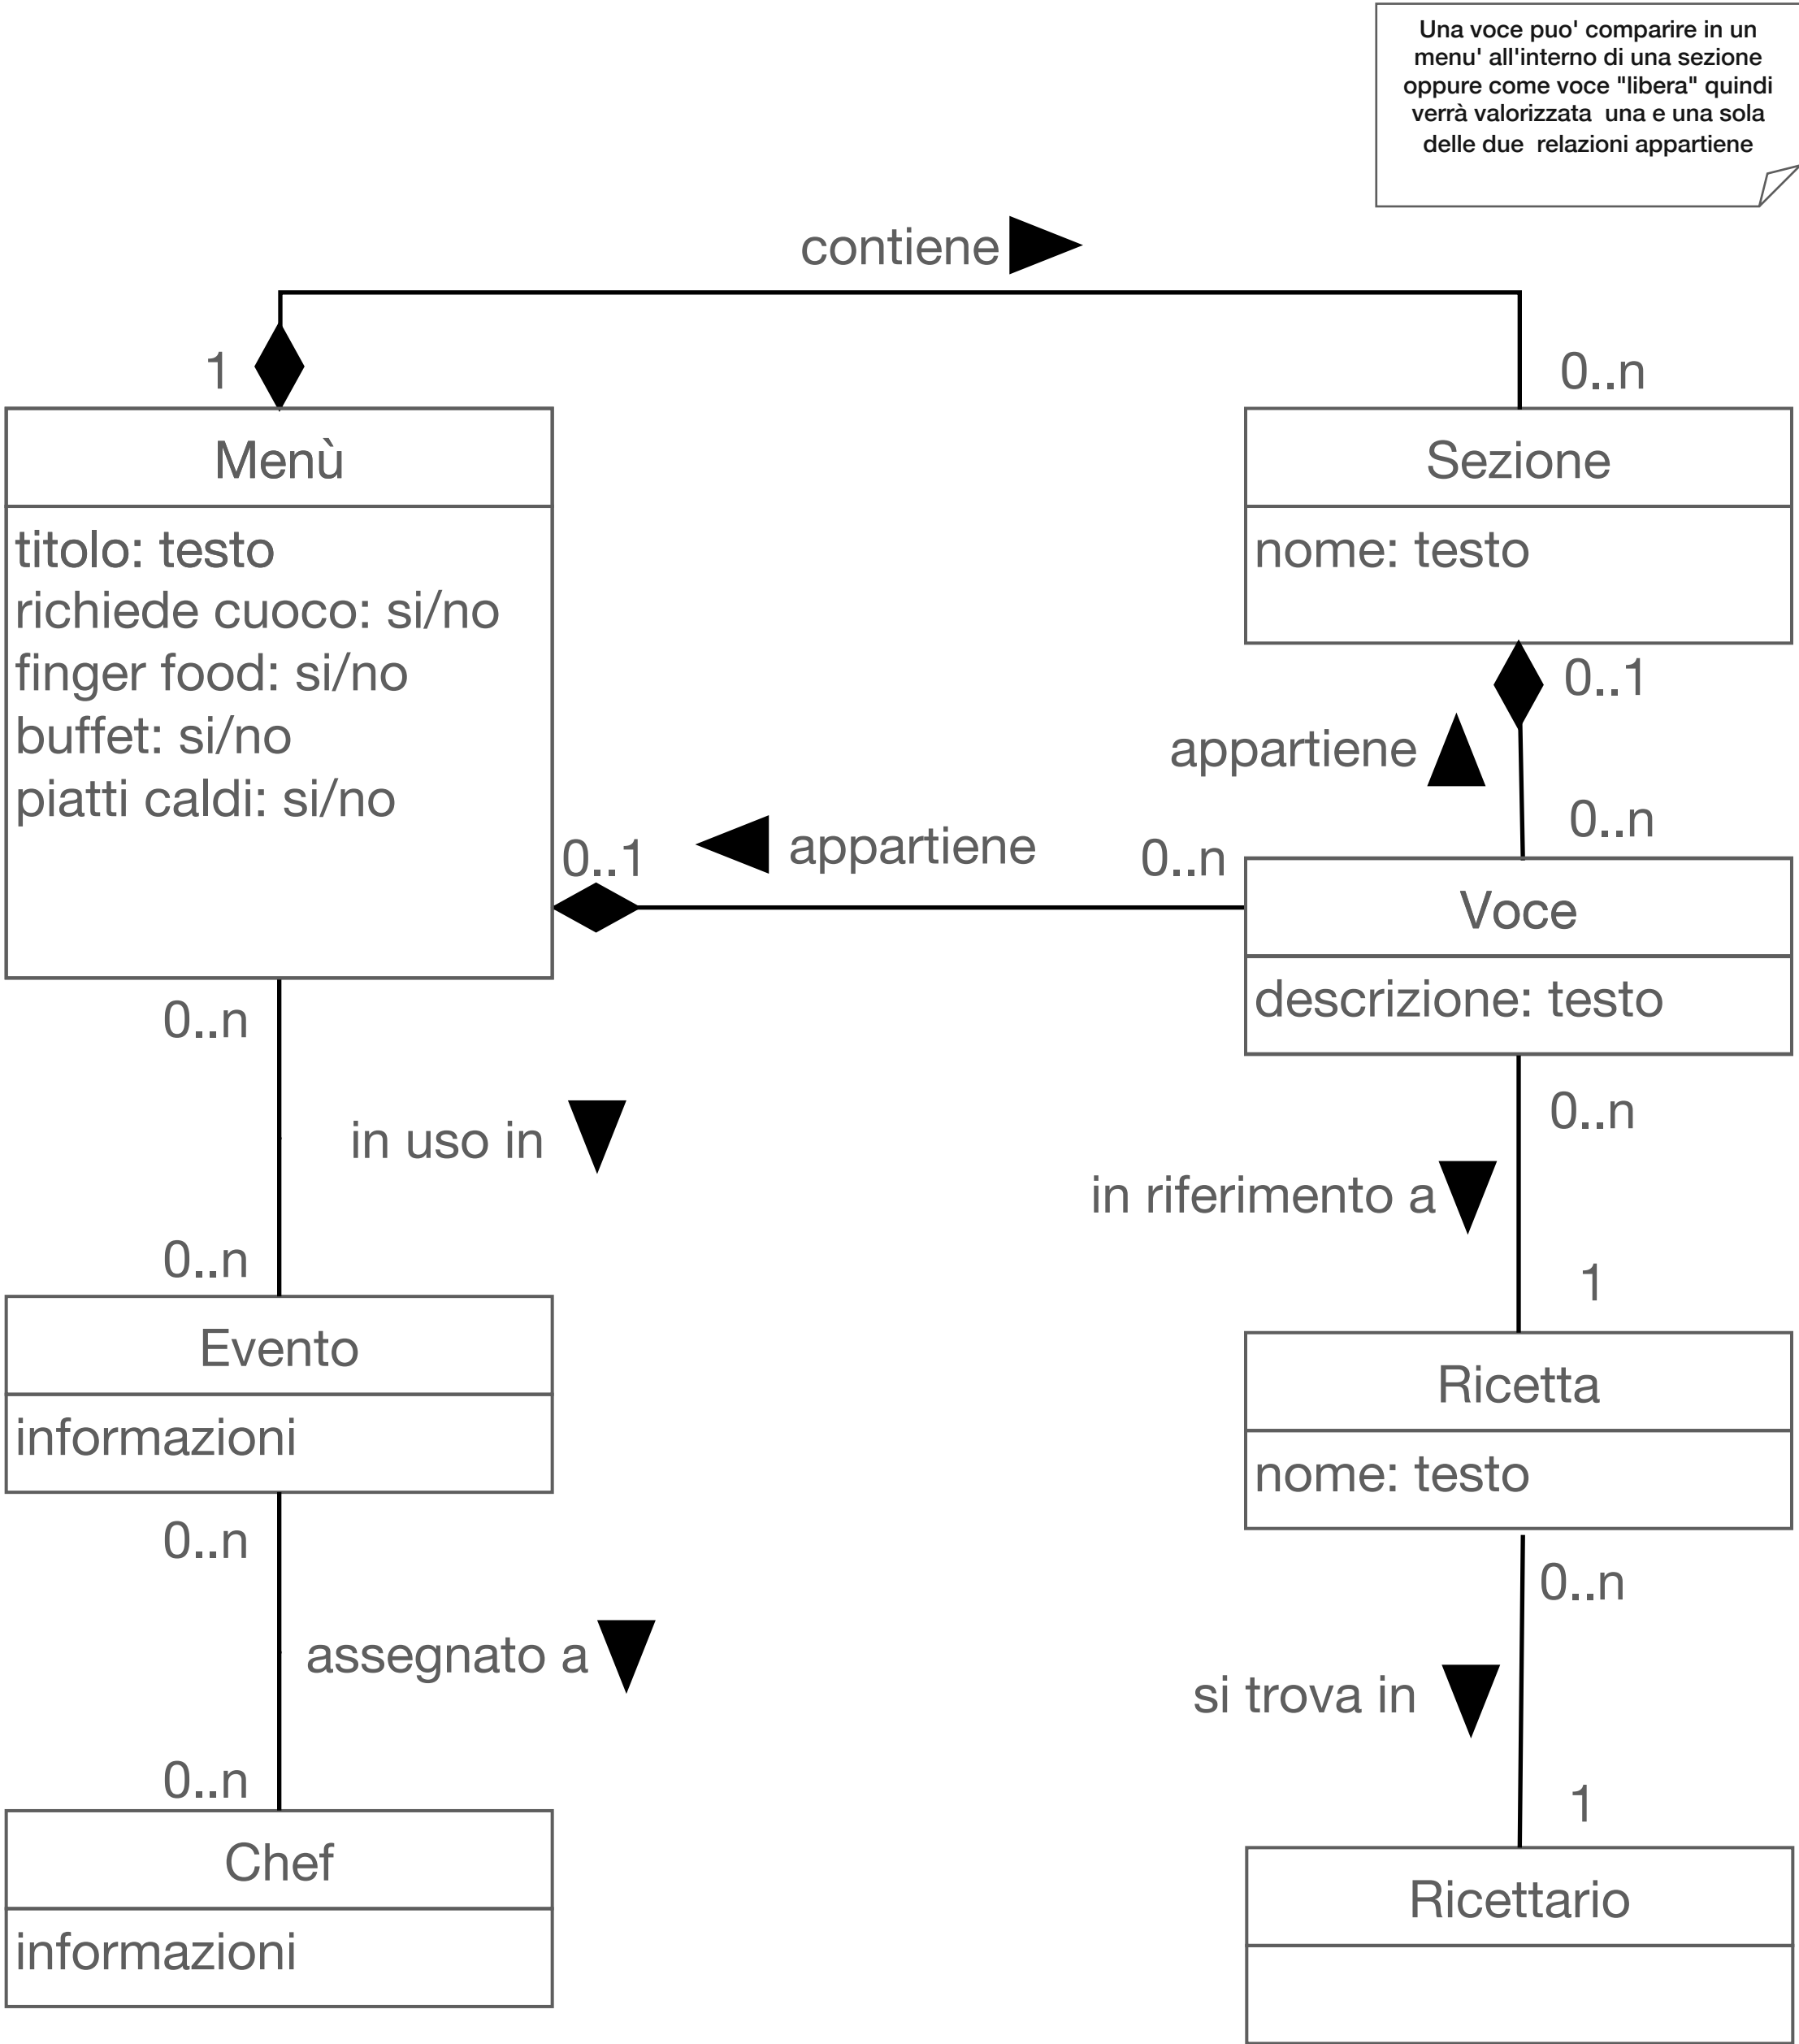 Una voce puo' comparire in un
menu' all'interno di una sezione
oppure come voce "libera" quindi
verrà valorizzata una e una sola
delle due relazioni appartiene
contiene
1
0..n
Menù
titolo: testo
richiede cuoco: si/no
finger food: si/no
buffet: si/no
piatti caldi: si/no
Sezione
nome: testo
0..1
appartiene
0..n
0..1
appartiene
0..n
Voce
descrizione: testo
0..n
in uso in
0..n
0..n
in riferimento a
1
Evento
informazioni
Ricetta
nome: testo
0..n
assegnato a
0..n
0..n
si trova in
1
Chef
informazioni
Ricettario